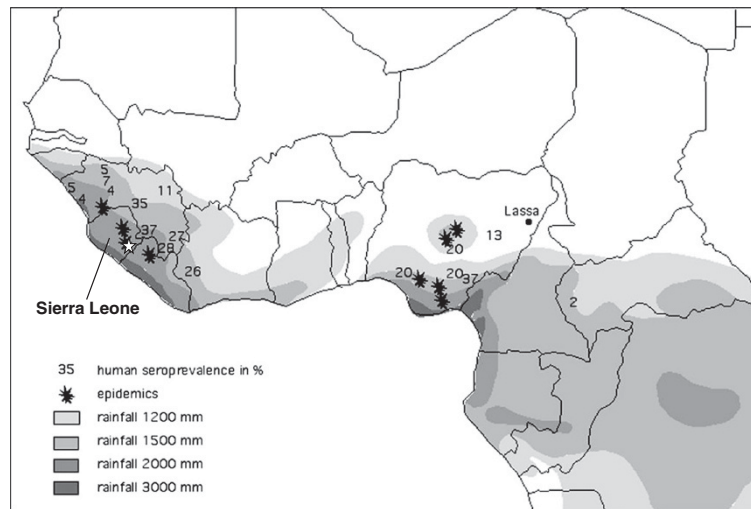 5
7
5 4
4
11
35
37
27
28
26
Lassa
13
20
20 20
37
2
Sierra Leone
35 human seroprevalence in %
epidemics
rainfall 1200 mm
rainfall 1500 mm
rainfall 2000 mm
rainfall 3000 mm